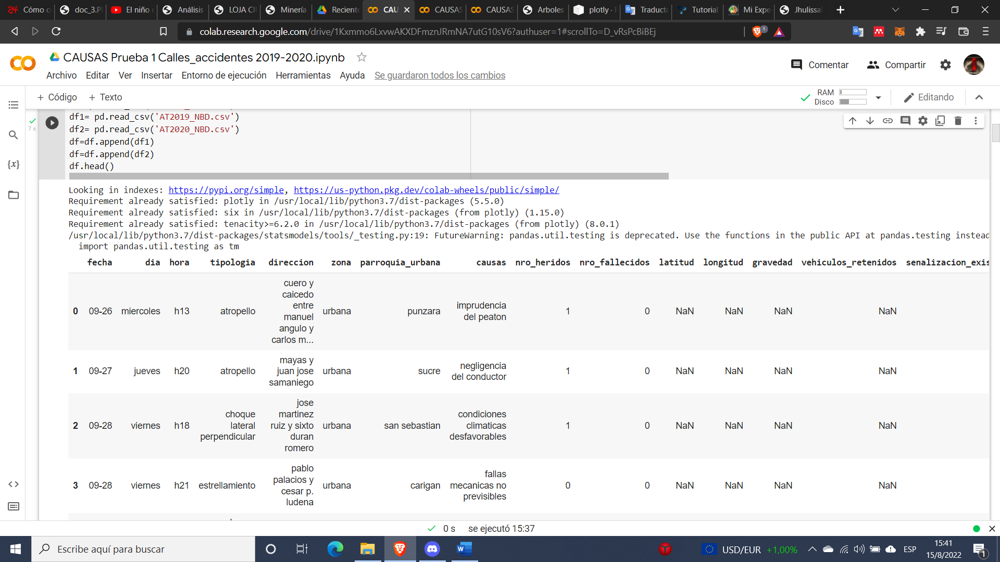 Cómo c
doc_3.P
El niño
Análisis
LOJA CI
Minería
Reciente
CAU
CAUSAS
CAUSAS
Arboles
plotly ·
Traducto
Tutorial
Mi Expe
Jhulissa
colab.research.google.com/drive/1Kxmmo6LxvwAKXDFmznJRmNA7utG10sV6?authuser=1#scrollTo=D_vRsPcBiBEj
1
CAUSAS Prueba 1 Calles_accidentes 2019-2020.ipynb
Comentar
Compartir
Archivo Editar Ver Insertar Entorno de ejecución Herramientas Ayuda Se guardaron todos los cambios
+ Código + Texto
RAM
Disco
Editando
7 s
df1= pd.read_csv('AT2019_NBD.csv')
df2= pd.read_csv('AT2020_NBD.csv')
df=df.append(df1)
df=df.append(df2)
df.head()
Looking in indexes: https://pypi.org/simple, https://us-python.pkg.dev/colab-wheels/public/simple/
Requirement already satisfied: plotly in /usr/local/lib/python3.7/dist-packages (5.5.0)
Requirement already satisfied: six in /usr/local/lib/python3.7/dist-packages (from plotly) (1.15.0)
Requirement already satisfied: tenacity>=6.2.0 in /usr/local/lib/python3.7/dist-packages (from plotly) (8.0.1)
/usr/local/lib/python3.7/dist-packages/statsmodels/tools/_testing.py:19: FutureWarning: pandas.util.testing is deprecated. Use the functions in the public API at pandas.testing instead
import pandas.util.testing as tm
fecha dia hora tipologia direccion zona parroquia_urbana causas nro_heridos nro_fallecidos latitud longitud gravedad vehiculos_retenidos senalizacion_exis
0 09-26 miercoles h13 atropello
cuero y
caicedo
entre
manuel
angulo y
carlos m...
urbana punzara
imprudencia
del peaton
1 0 NaN NaN NaN NaN
1 09-27 jueves h20 atropello
mayas y
juan jose
samaniego
urbana sucre
negligencia
del conductor
1 0 NaN NaN NaN NaN
2 09-28 viernes h18
choque
lateral
perpendicular
jose
martinez
ruiz y sixto
duran
romero
urbana san sebastian
condiciones
climaticas
desfavorables
1 0 NaN NaN NaN NaN
3 09-28 viernes h21 estrellamiento
pablo
palacios y
cesar p.
ludena
urbana carigan
fallas
mecanicas no
previsibles
0 0 NaN NaN NaN NaN
0 s se ejecutó 15:37
Escribe aquí para buscar
USD/EUR +1,00%
ESP
15:41
15/8/2022
1